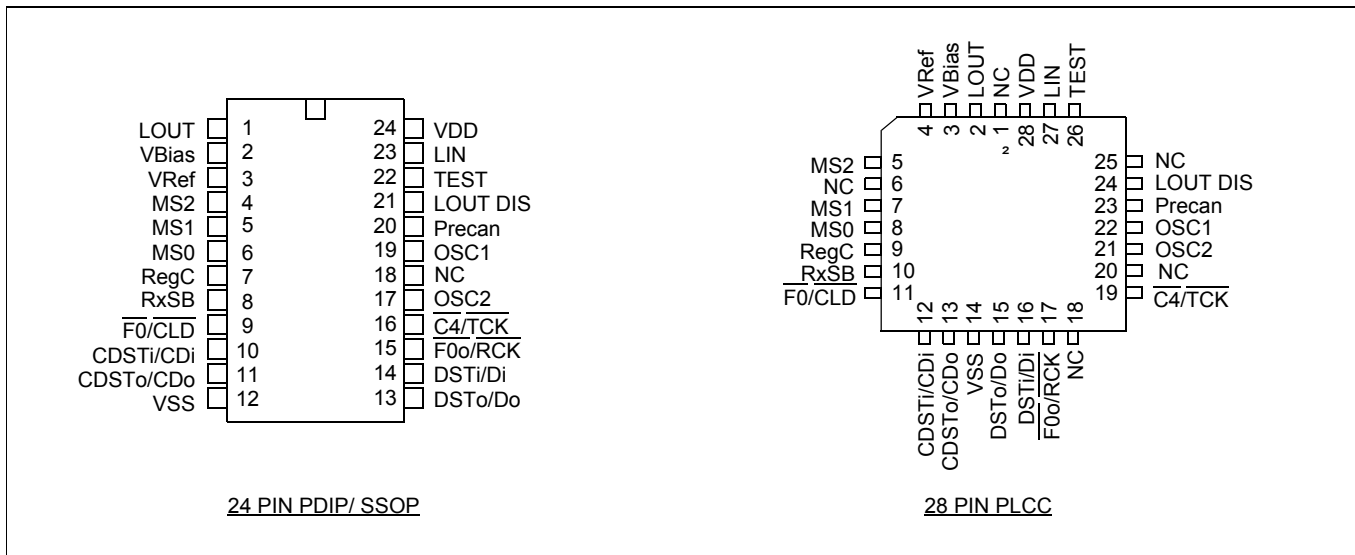 LOUT 1 24 VDD
VBias 2 23 LIN
VRef 3 22 TEST
MS2 4 21 LOUT DIS
MS1 5 20 Precan
MS0 6 19 OSC1
RegC 7 18 NC
RxSB 8 17 OSC2
F0/CLD 9 16 C4/TCK
CDSTi/CDi 10 15 F0o/RCK
CDSTo/CDo 11 14 DSTi/Di
VSS 12 13 DSTo/Do
24 PIN PDIP/ SSOP
VRef VBias LOUT NC VDD LIN TEST
4 3 2 1 28 27 26
2
MS2 5 25 NC
NC 6 24 LOUT DIS
MS1 7 23 Precan
MS0 8 22 OSC1
RegC 9 21 OSC2
RxSB 10 20 NC
F0/CLD 11 19 C4/TCK
12 13 14 15 16 17 18
CDSTi/CDi CDSTo/CDo VSS DSTo/Do DSTi/Di F0o/RCK NC
28 PIN PLCC